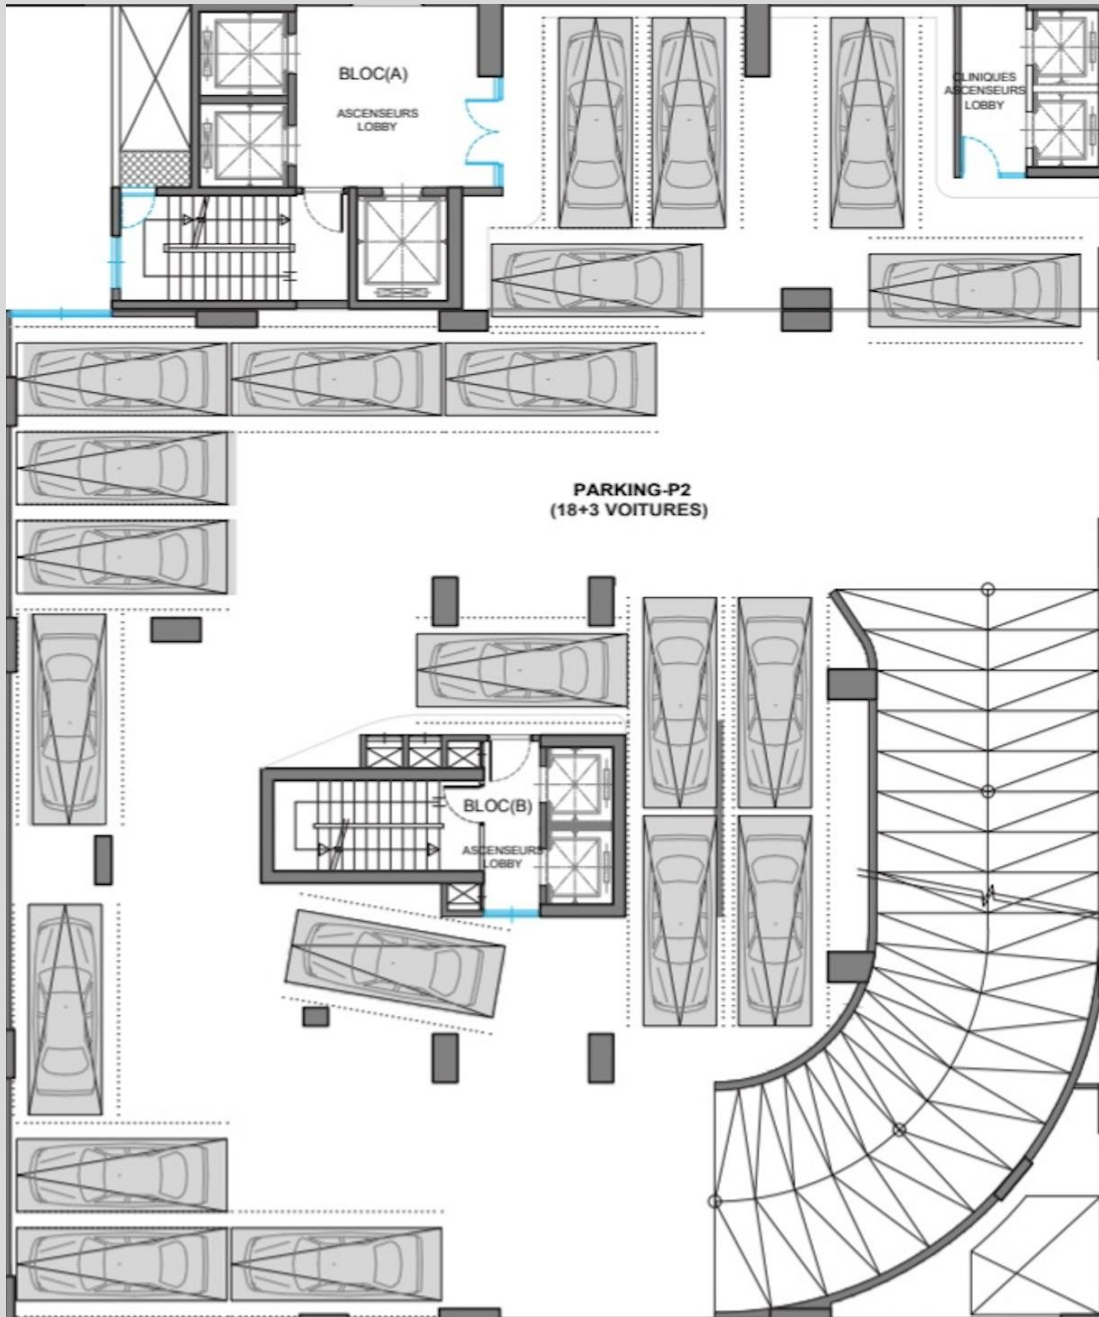 BLOC(A)
ASCENSEURS
LOBBY
CLINIQUES
ASCENSEURS
LOBBY
PARKING-P2
(18+3 VOITURES)
BLOC(B)
ASCENSEURS
LOBBY